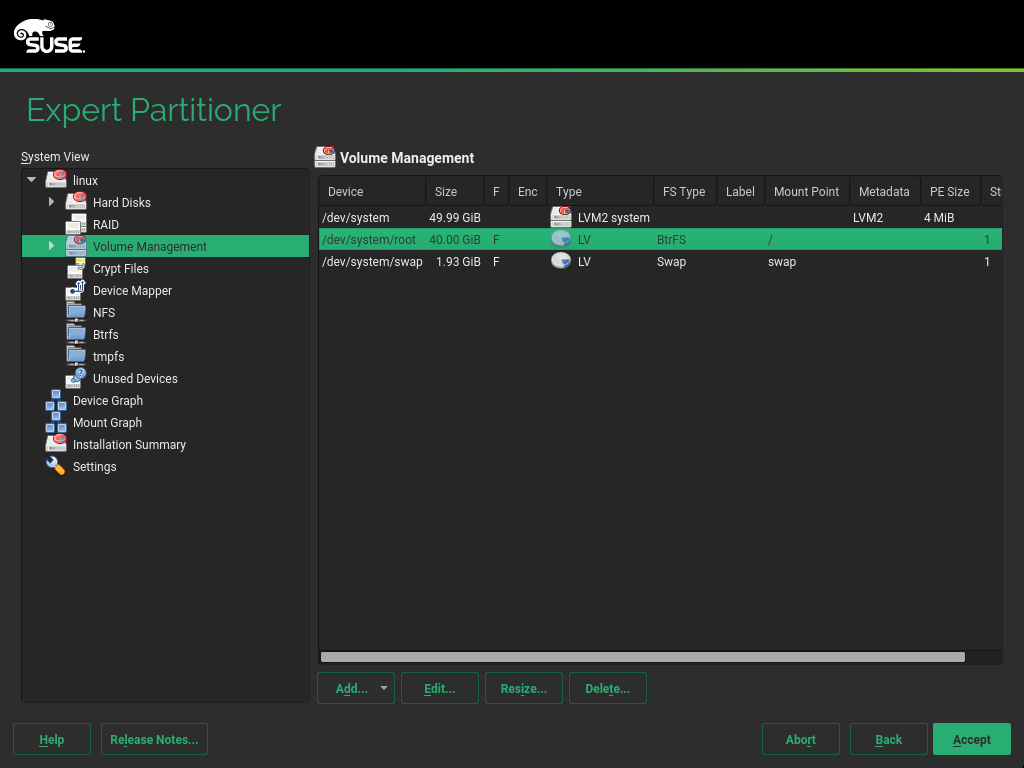 SUSE.
Expert Partitioner
System View
linux
Hard Disks
RAID
Volume Management
Crypt Files
Device Mapper
NFS
Btrfs
tmpfs
Unused Devices
Device Graph
Mount Graph
Installation Summary
Settings
Volume Management
Device Size F Enc Type FS Type Label Mount Point Metadata PE Size St
/dev/system 49.99 GiB LVM2 system LVM2 4 MiB
/dev/system/root 40.00 GiB F LV BtrFS / 1
/dev/system/swap 1.93 GiB F LV Swap swap 1
Add... Edit... Resize... Delete...
Help Release Notes... Abort Back Accept